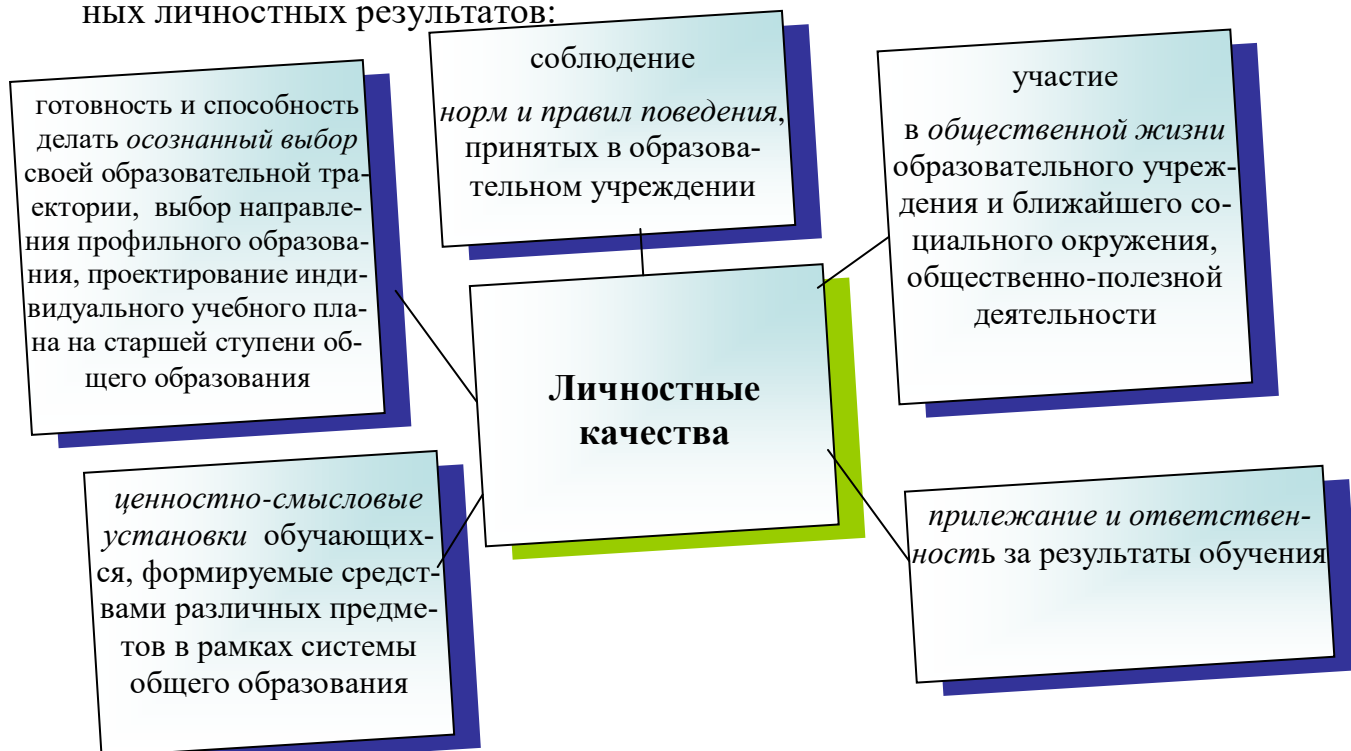 ных личностных результатов:
готовность и способность
делать осознанный выбор
своей образовательной тра-
ектории, выбор направле-
ния профильного образова-
ния, проектирование инди-
видуального учебного пла-
на на старшей ступени об-
щего образования
соблюдение
норм и правил поведения,
принятых в образова-
тельном учреждении
участие
в общественной жизни
образовательного учреж-
дения и ближайшего со-
циального окружения,
общественно-полезной
деятельности
Личностные
качества
ценностно-смысловые
установки обучающих-
ся, формируемые средст-
вами различных предме-
тов в рамках системы
общего образования
прилежание и ответствен-
ность за результаты обучения